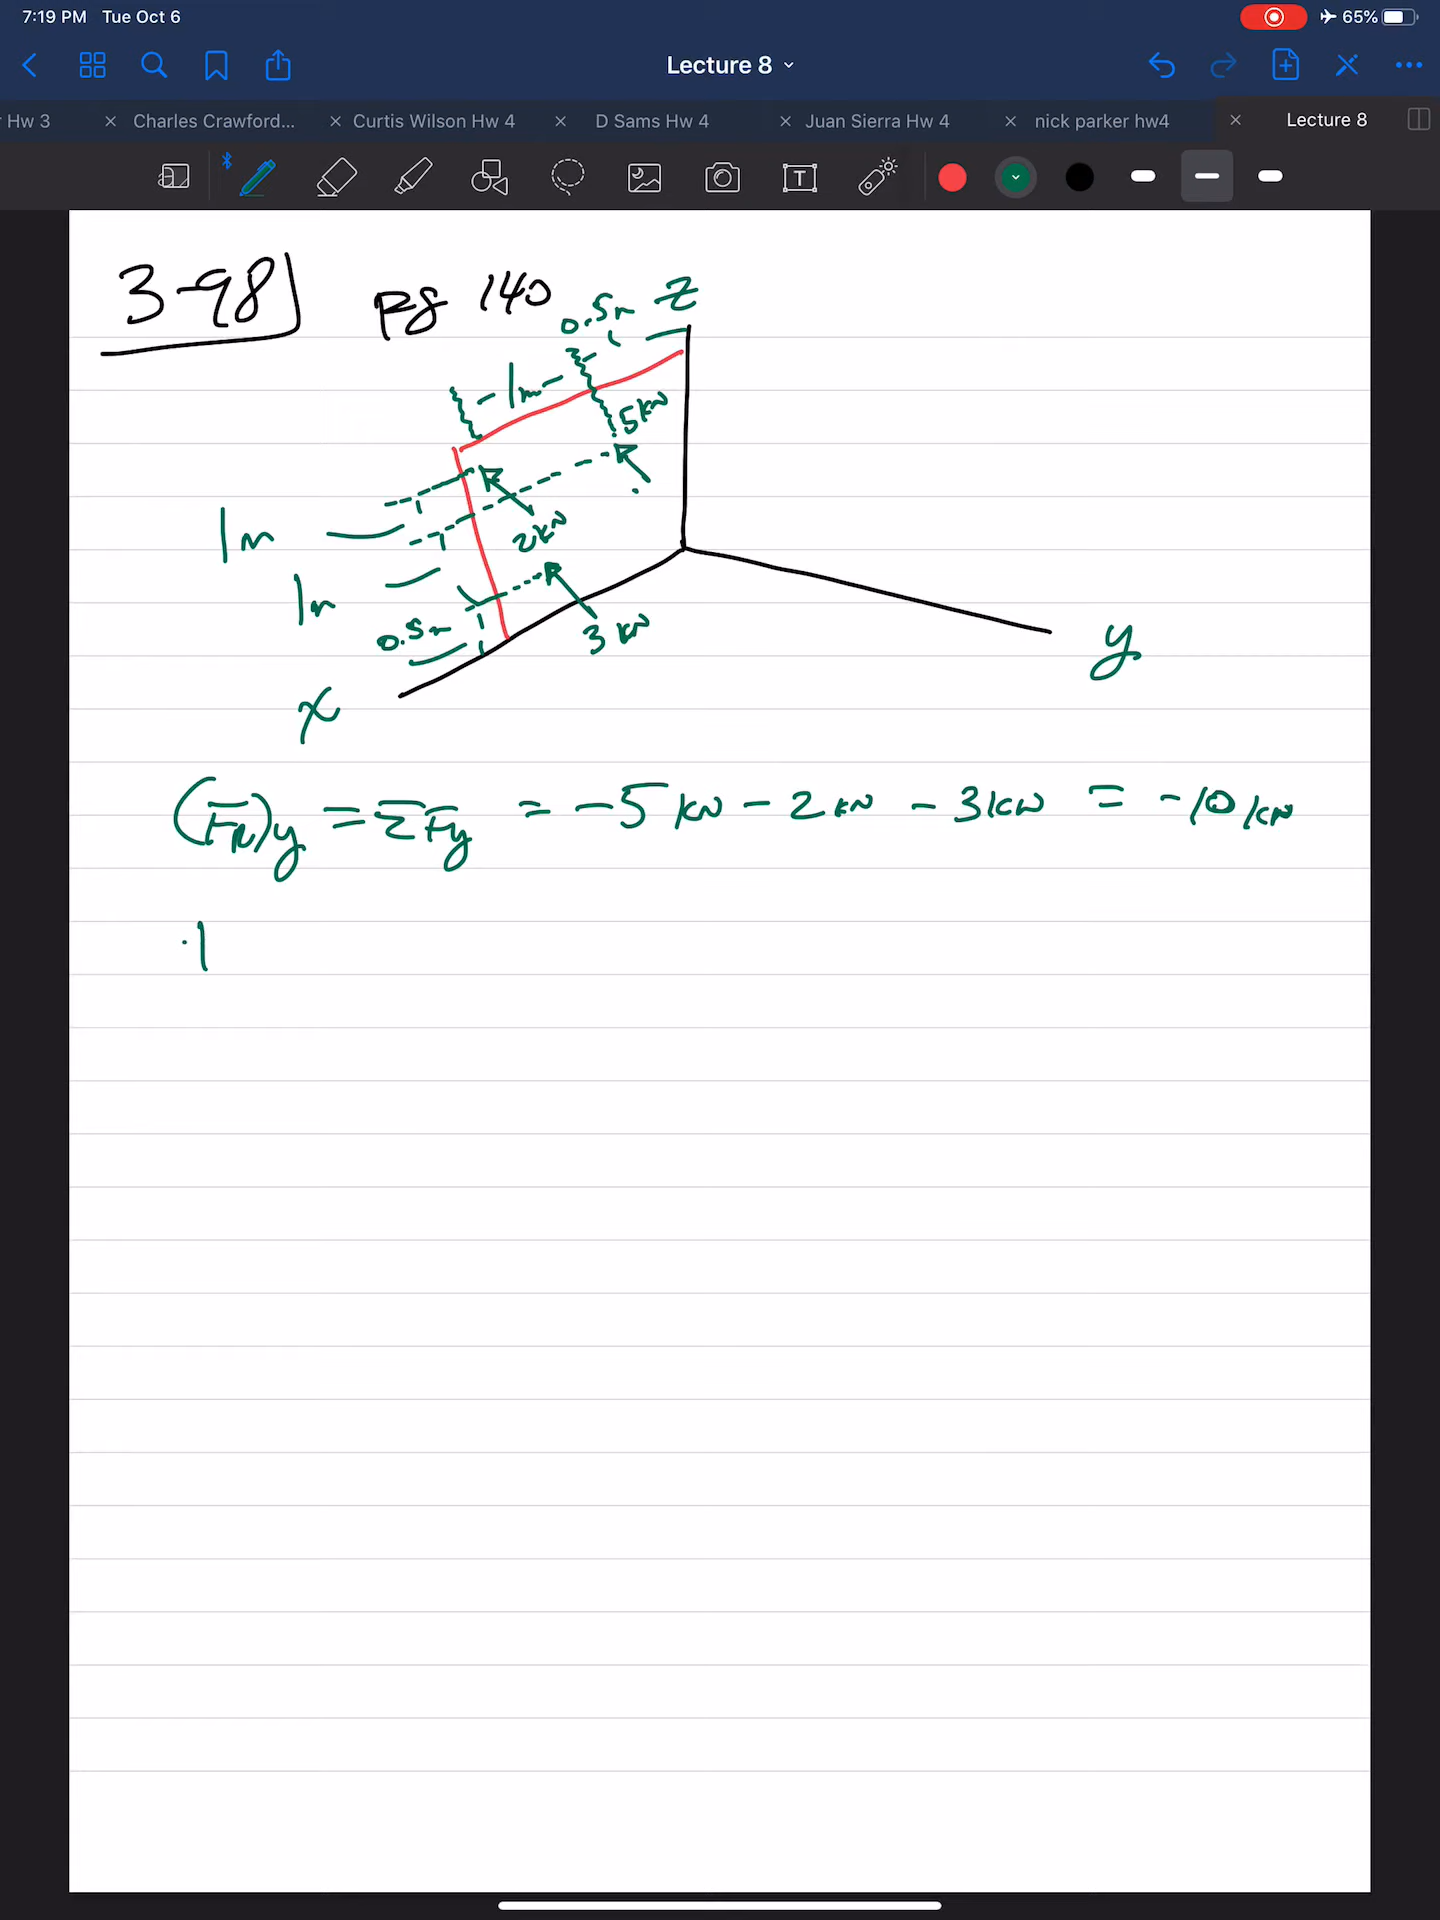 7:19 PM Tue Oct 6
65%
Lecture 8
Hw 3
Charles Crawford...
Curtis Wilson Hw 4
D Sams Hw 4
Juan Sierra Hw 4
nick parker hw4
Lecture 8
T
3-98 pg 140
z
0.5m
1m
5kN
1m
2kN
1m
0.5m
3 kN
y
x
(FR)y = ΣFy = -5 kN - 2 kN - 3 kN = -10 kN